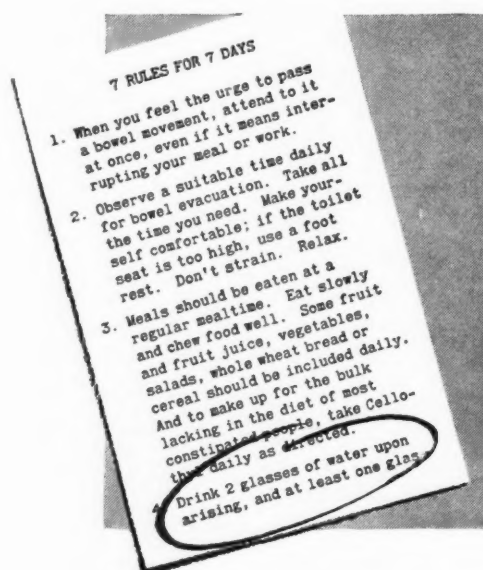 7 RULES FOR 7 DAYS
1. When you feel the urge to pass
a bowel movement, attend to it
at once, even if it means inter-
rupting your meal or work.
2. Observe a suitable time daily
for bowel evacuation. Take all
the time you need. Make your-
self comfortable; if the toilet
seat is too high, use a foot
rest. Don't strain. Relax.
3. Meals should be eaten at a
regular mealtime. Eat slowly
and chew food well. Some fruit
and fruit juice, vegetables,
salads, whole wheat bread or
cereal should be included daily.
And to make up for the bulk
lacking in the diet of most
constipated people, take Cello-
thyl daily as directed.
4. Drink 2 glasses of water upon
arising, and at least one glas